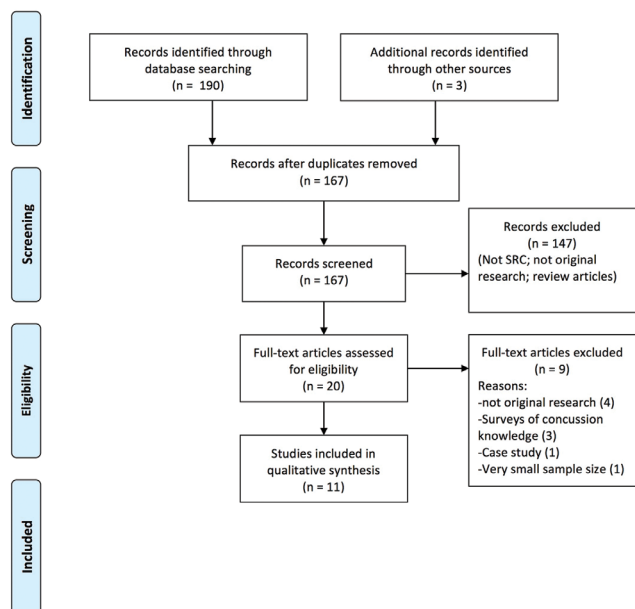 Identification
Records identified through
database searching
(n = 190)
Additional records identified
through other sources
(n = 3)
Records after duplicates removed
(n = 167)
Screening
Records screened
(n = 167)
Records excluded
(n = 147)
(Not SRC; not original
research; review articles)
Eligibility
Full-text articles assessed
for eligibility
(n = 20)
Full-text articles excluded
(n = 9)
Reasons:
-not original research (4)
-Surveys of concussion
knowledge (3)
-Case study (1)
-Very small sample size (1)
Studies included in
qualitative synthesis
(n = 11)
Included